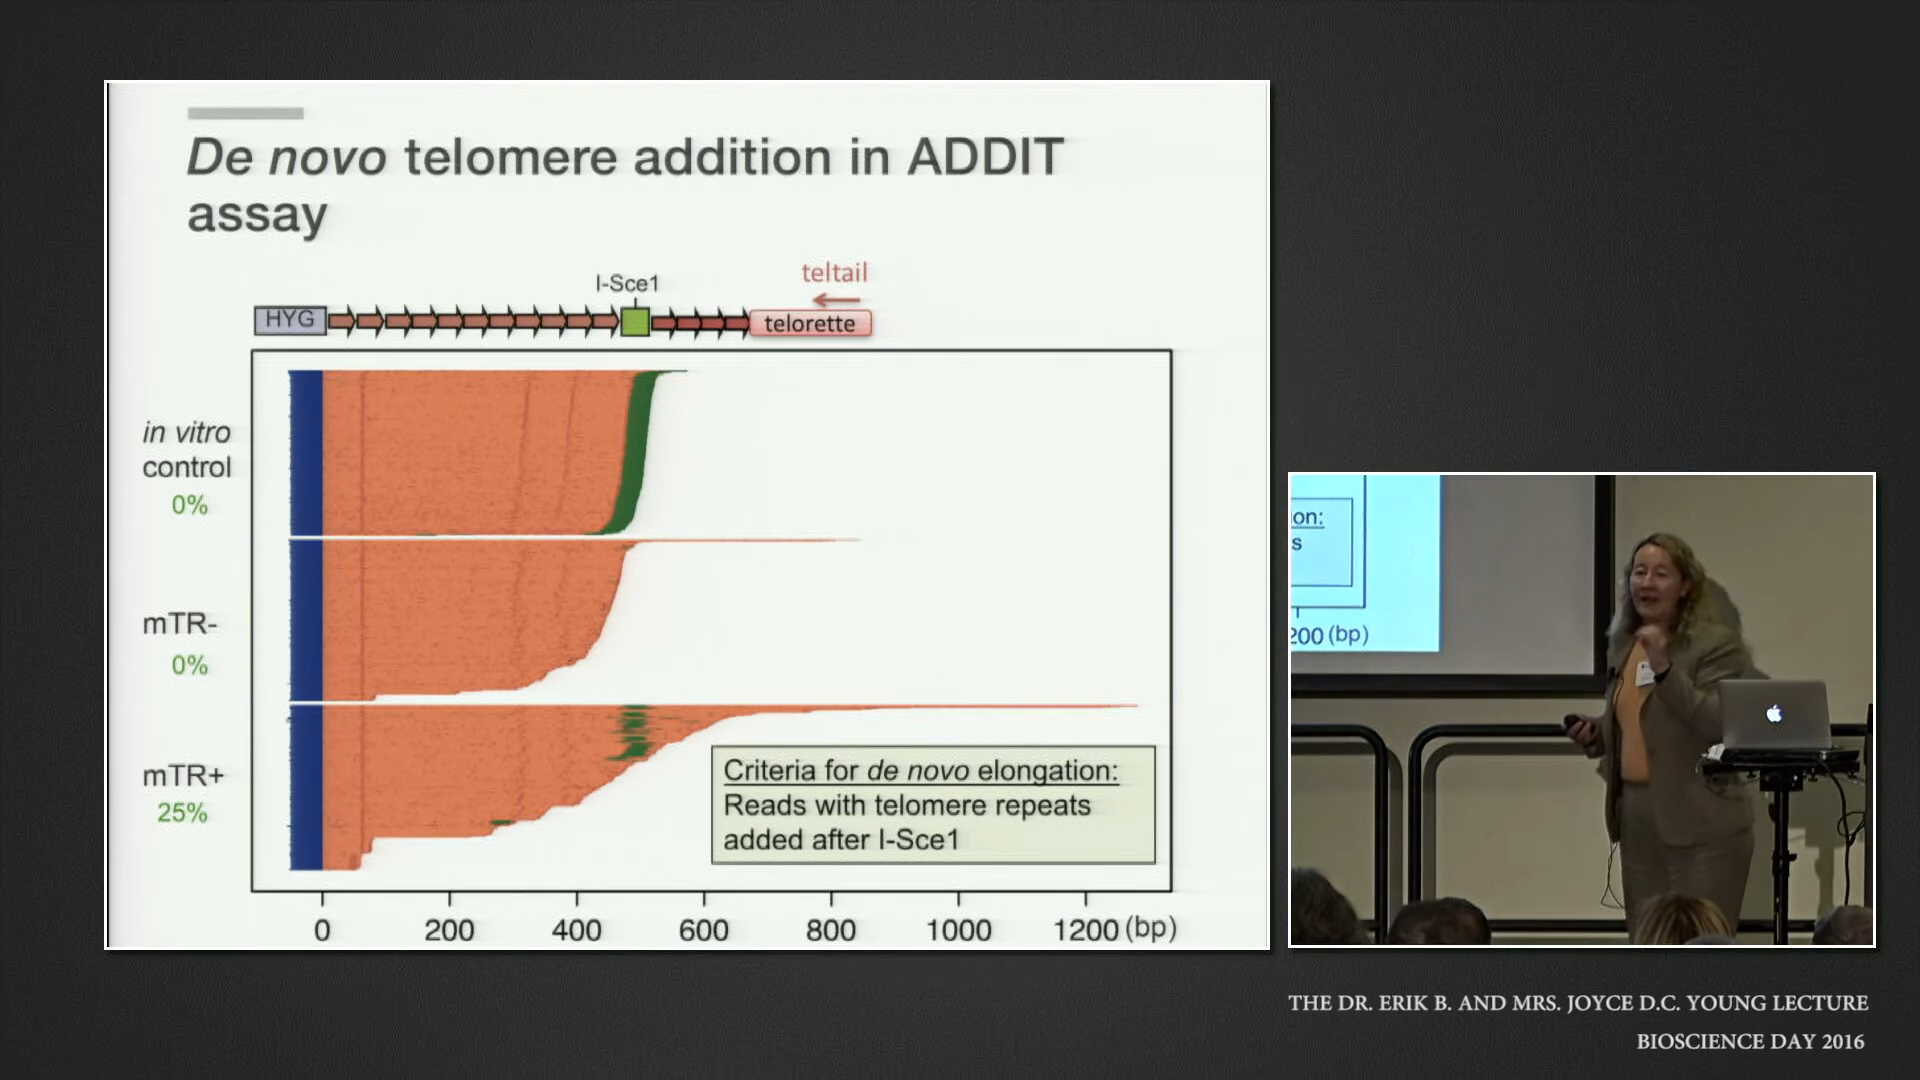 De novo telomere addition in ADDIT
assay
I-Sce1
teltail
HYG
telorette
in vitro
control
0%
mTR-
0%
mTR+
25%
Criteria for de novo elongation:
Reads with telomere repeats
added after I-Sce1
0 200 400 600 800 1000 1200 (bp)
on:
s
200 (bp)
THE DR. ERIK B. AND MRS. JOYCE D.C. YOUNG LECTURE
BIOSCIENCE DAY 2016